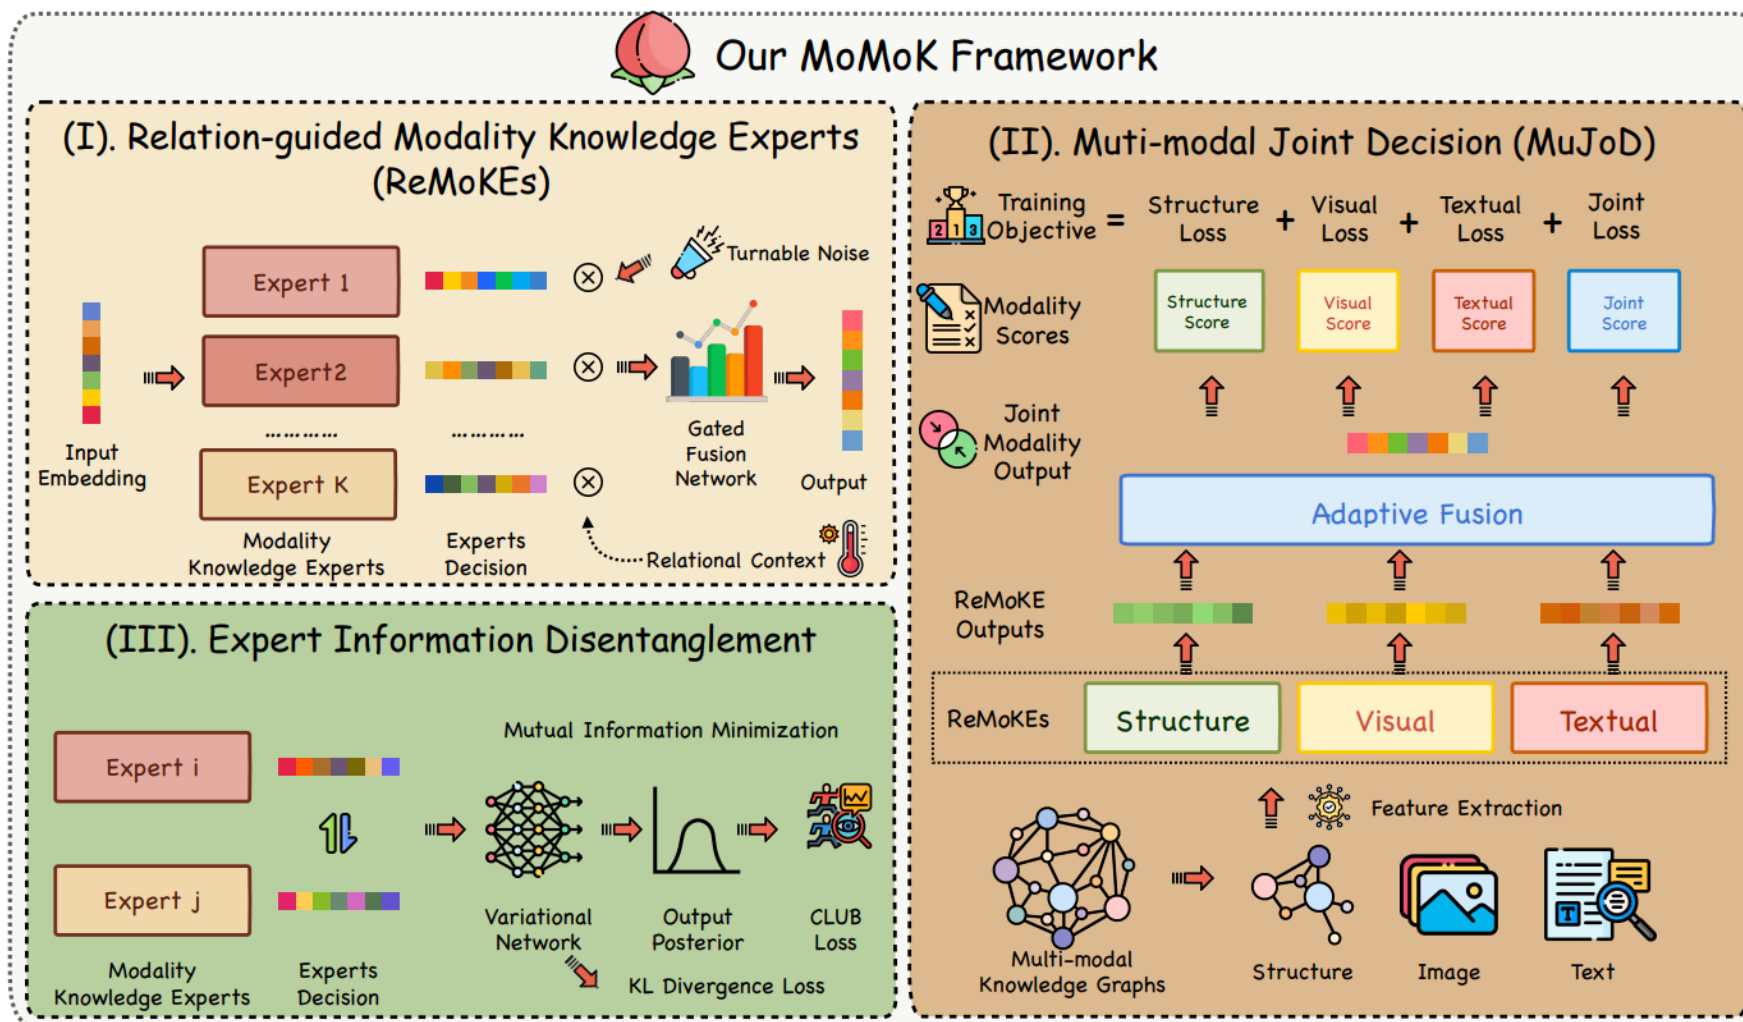 Our MoMoK Framework
(I). Relation-guided Modality Knowledge Experts
(ReMoKEs)
Expert 1
Turnable Noise
Expert2
…………
…………
Expert K
Input
Embedding
Gated
Fusion
Network
Output
Modality
Knowledge Experts
Experts
Decision
Relational Context
(II). Muti-modal Joint Decision (MuJoD)
2 1 3
Training
Objective
=
Structure
Loss
+
Visual
Loss
+
Textual
Loss
+
Joint
Loss
Modality
Scores
Structure
Score
Visual
Score
Textual
Score
Joint
Score
Joint
Modality
Output
Adaptive Fusion
ReMoKE
Outputs
ReMoKEs
Structure
Visual
Textual
Feature Extraction
T
Multi-modal
Knowledge Graphs
Structure
Image
Text
(III). Expert Information Disentanglement
Mutual Information Minimization
Expert i
Expert j
Variational
Network
Output
Posterior
CLUB
Loss
Modality
Knowledge Experts
Experts
Decision
KL Divergence Loss